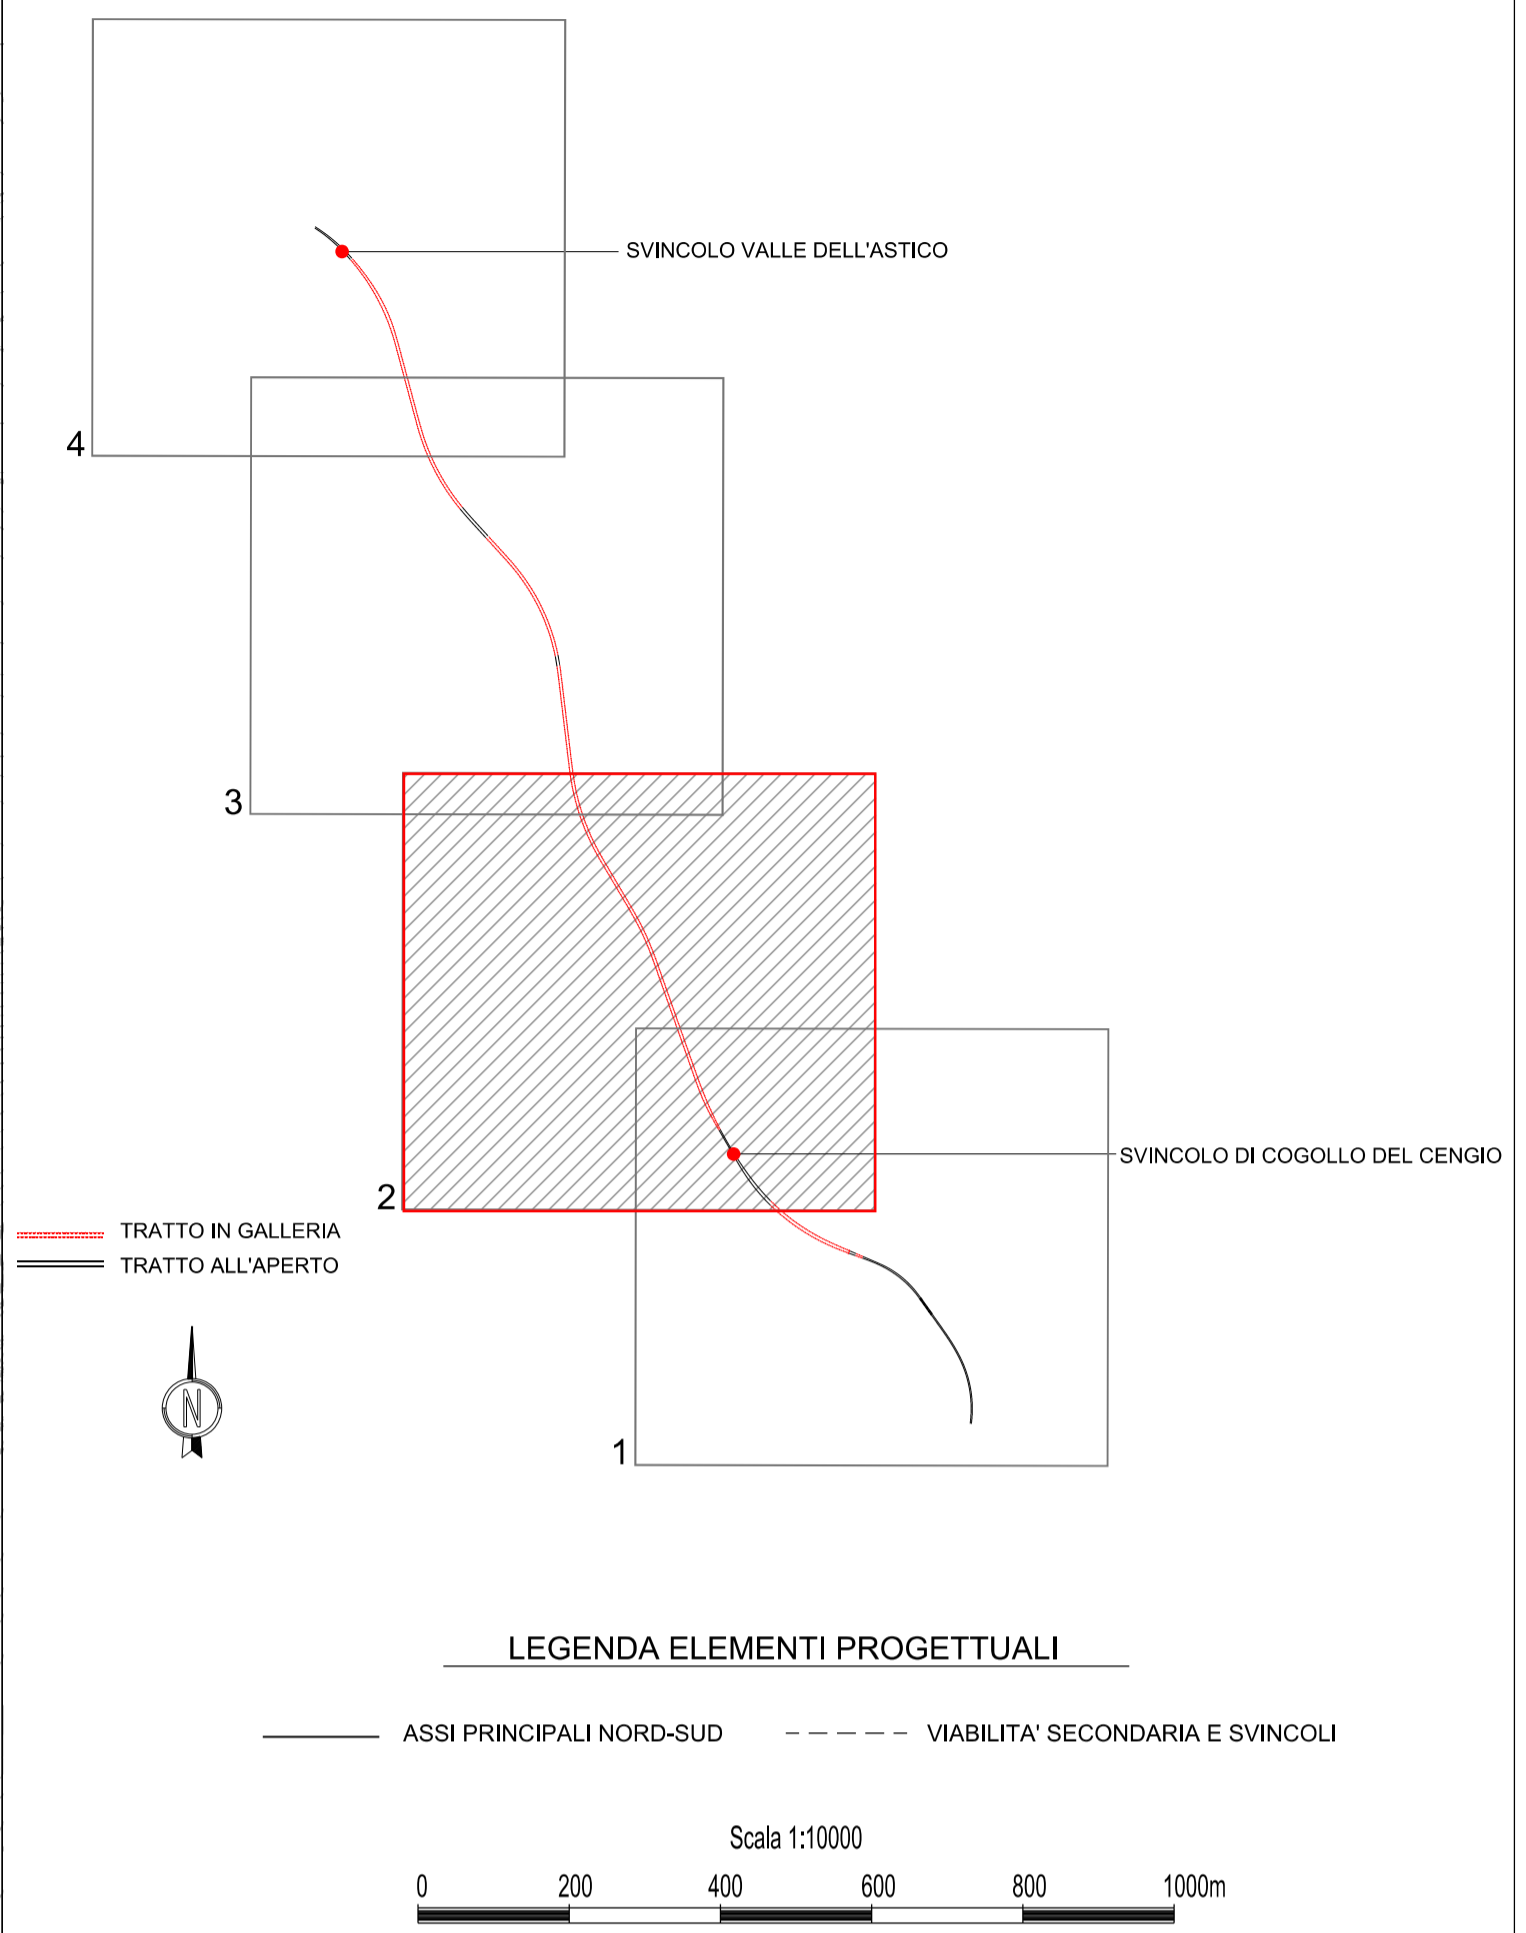 SVINCOLO VALLE DELL'ASTICO
4
3
SVINCOLO DI COGOLLO DEL CENGIO
2
TRATTO IN GALLERIA
TRATTO ALL'APERTO
N
1
LEGENDA ELEMENTI PROGETTUALI
ASSI PRINCIPALI NORD-SUD VIABILITA' SECONDARIA E SVINCOLI
Scala 1:10000
0 200 400 600 800 1000m